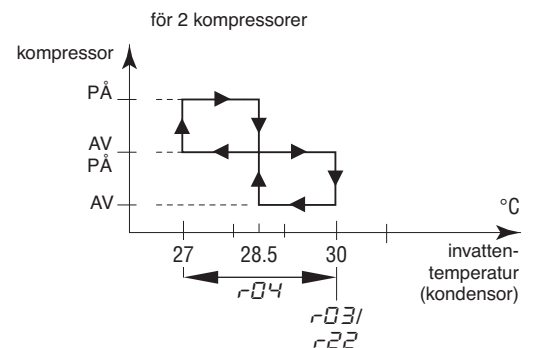 för 2 kompressorer
kompressor
PÅ
AV
PÅ
AV
°C
27 28.5 30
invatten-
temperatur
(kondensor)
r04
r03/
r22